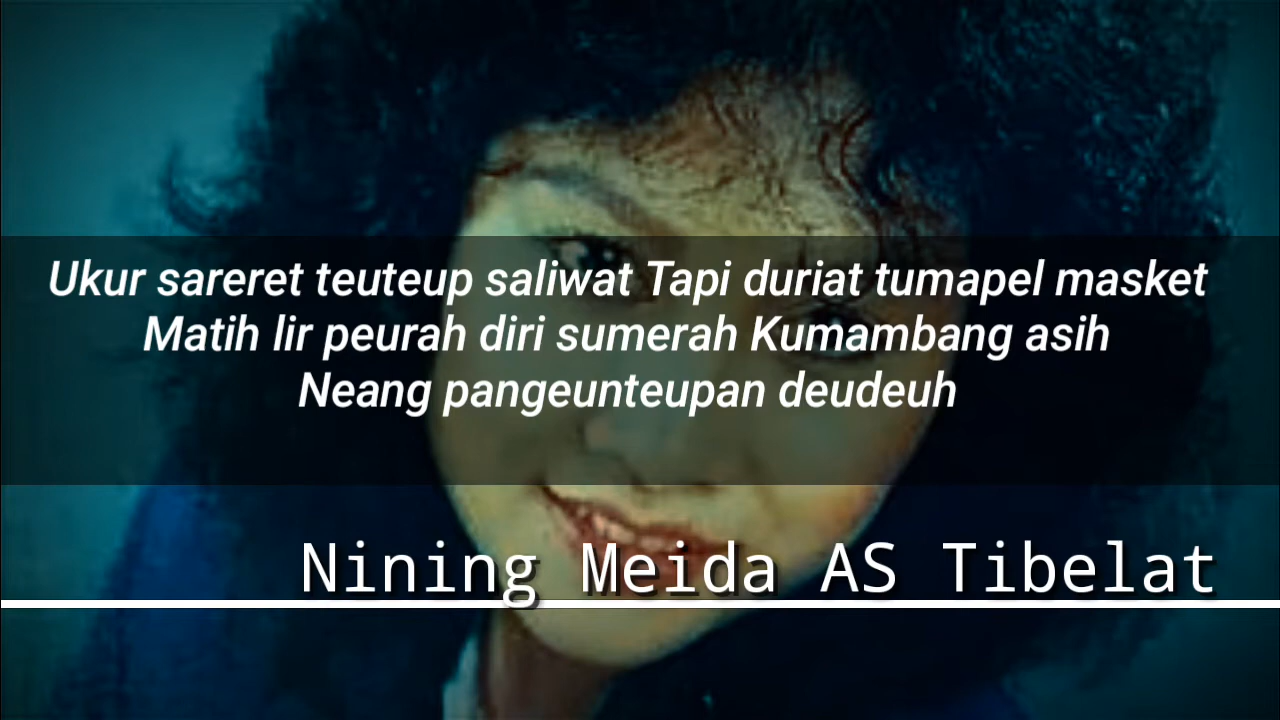 Ukur sareret teuteup saliwat Tapi duriat tumapel masket
Matih lir peurah diri sumerah Kumambang asih
Neang pangeunteupan deudeuh
Nining Meida AS Tibelat